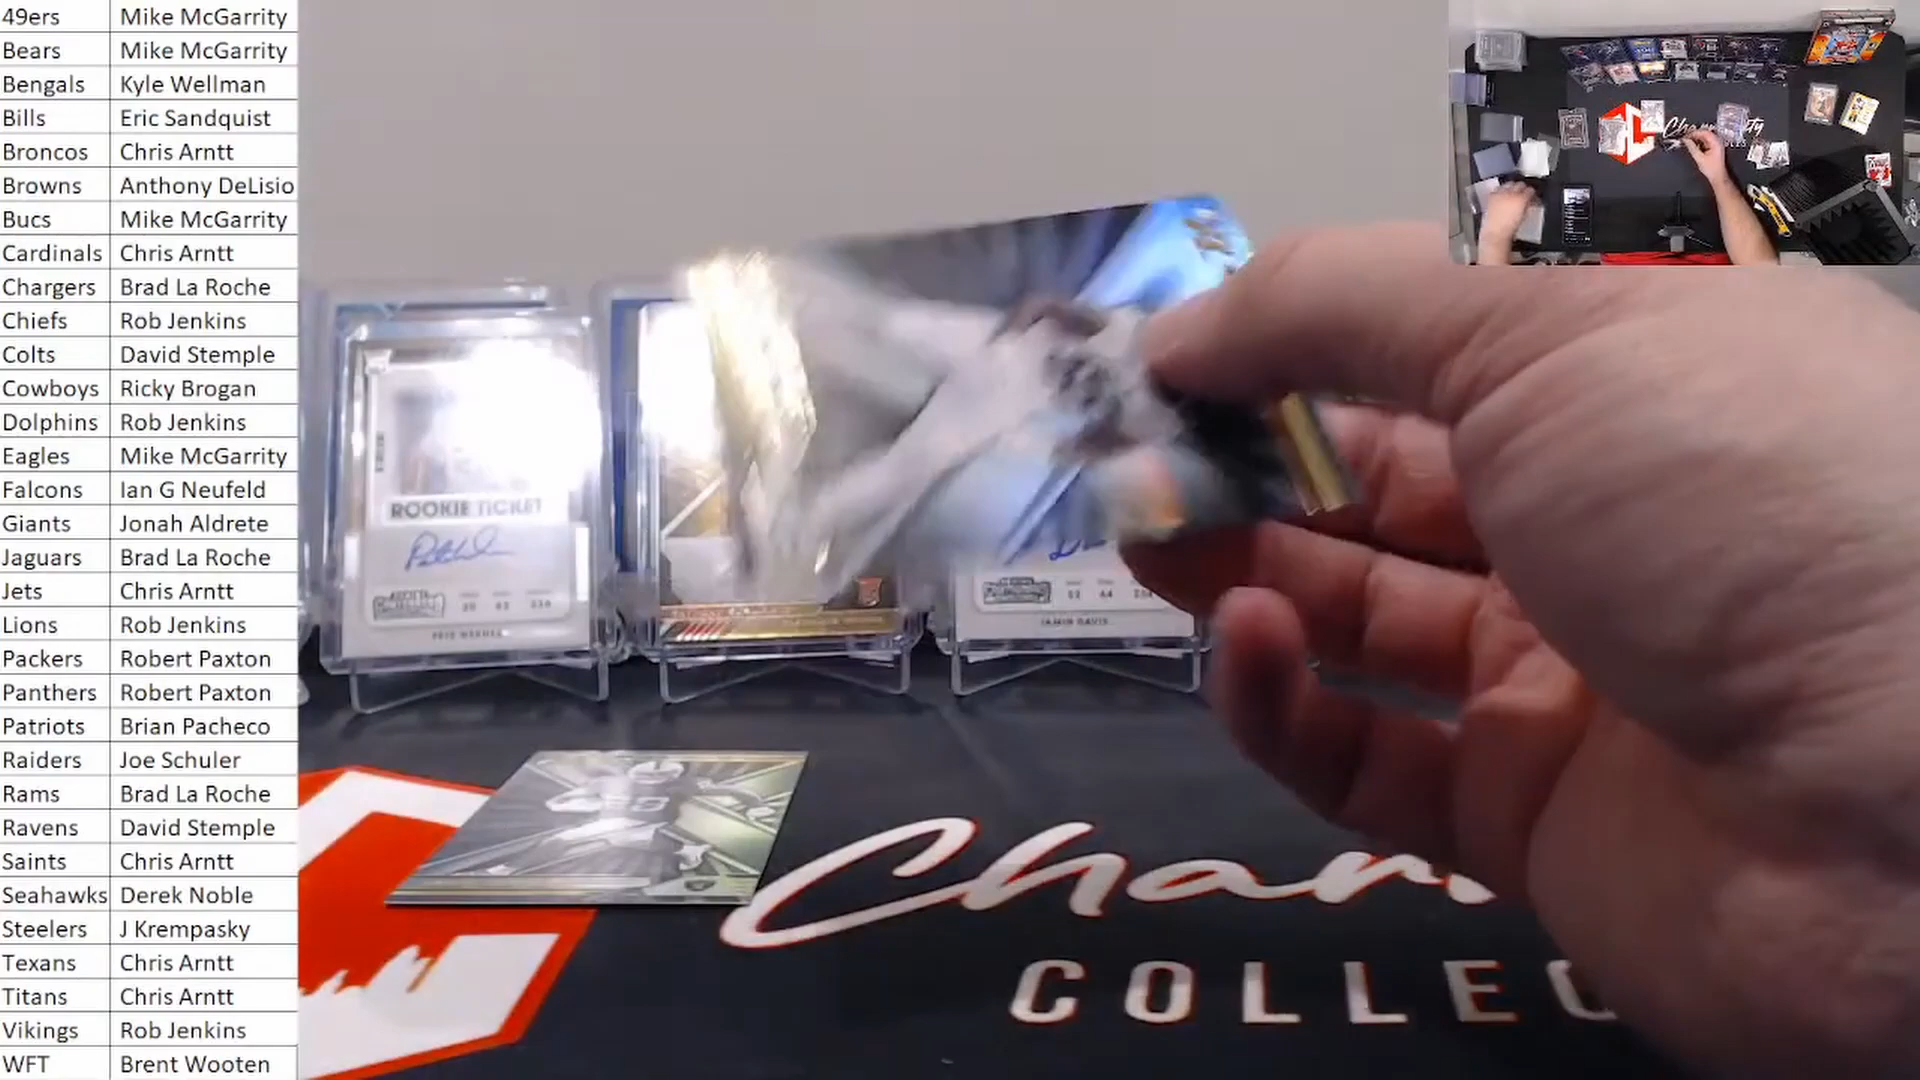 49ers Mike McGarrity
Bears Mike McGarrity
Bengals Kyle Wellman
Bills Eric Sandquist
Broncos Chris Arntt
Browns Anthony DeLisio
Bucs Mike McGarrity
Cardinals Chris Arntt
Chargers Brad La Roche
Chiefs Rob Jenkins
Colts David Stemple
Cowboys Ricky Brogan
Dolphins Rob Jenkins
Eagles Mike McGarrity
Falcons Ian G Neufeld
Giants Jonah Aldrete
Jaguars Brad La Roche
Jets Chris Arntt
Lions Rob Jenkins
Packers Robert Paxton
Panthers Robert Paxton
Patriots Brian Pacheco
Raiders Joe Schuler
Rams Brad La Roche
Ravens David Stemple
Saints Chris Arntt
Seahawks Derek Noble
Steelers J Krempasky
Texans Chris Arntt
Titans Chris Arntt
Vikings Rob Jenkins
WFT Brent Wooten
ROOKIE TICKET
JAMIN DAVIS
Cham
COLLEC